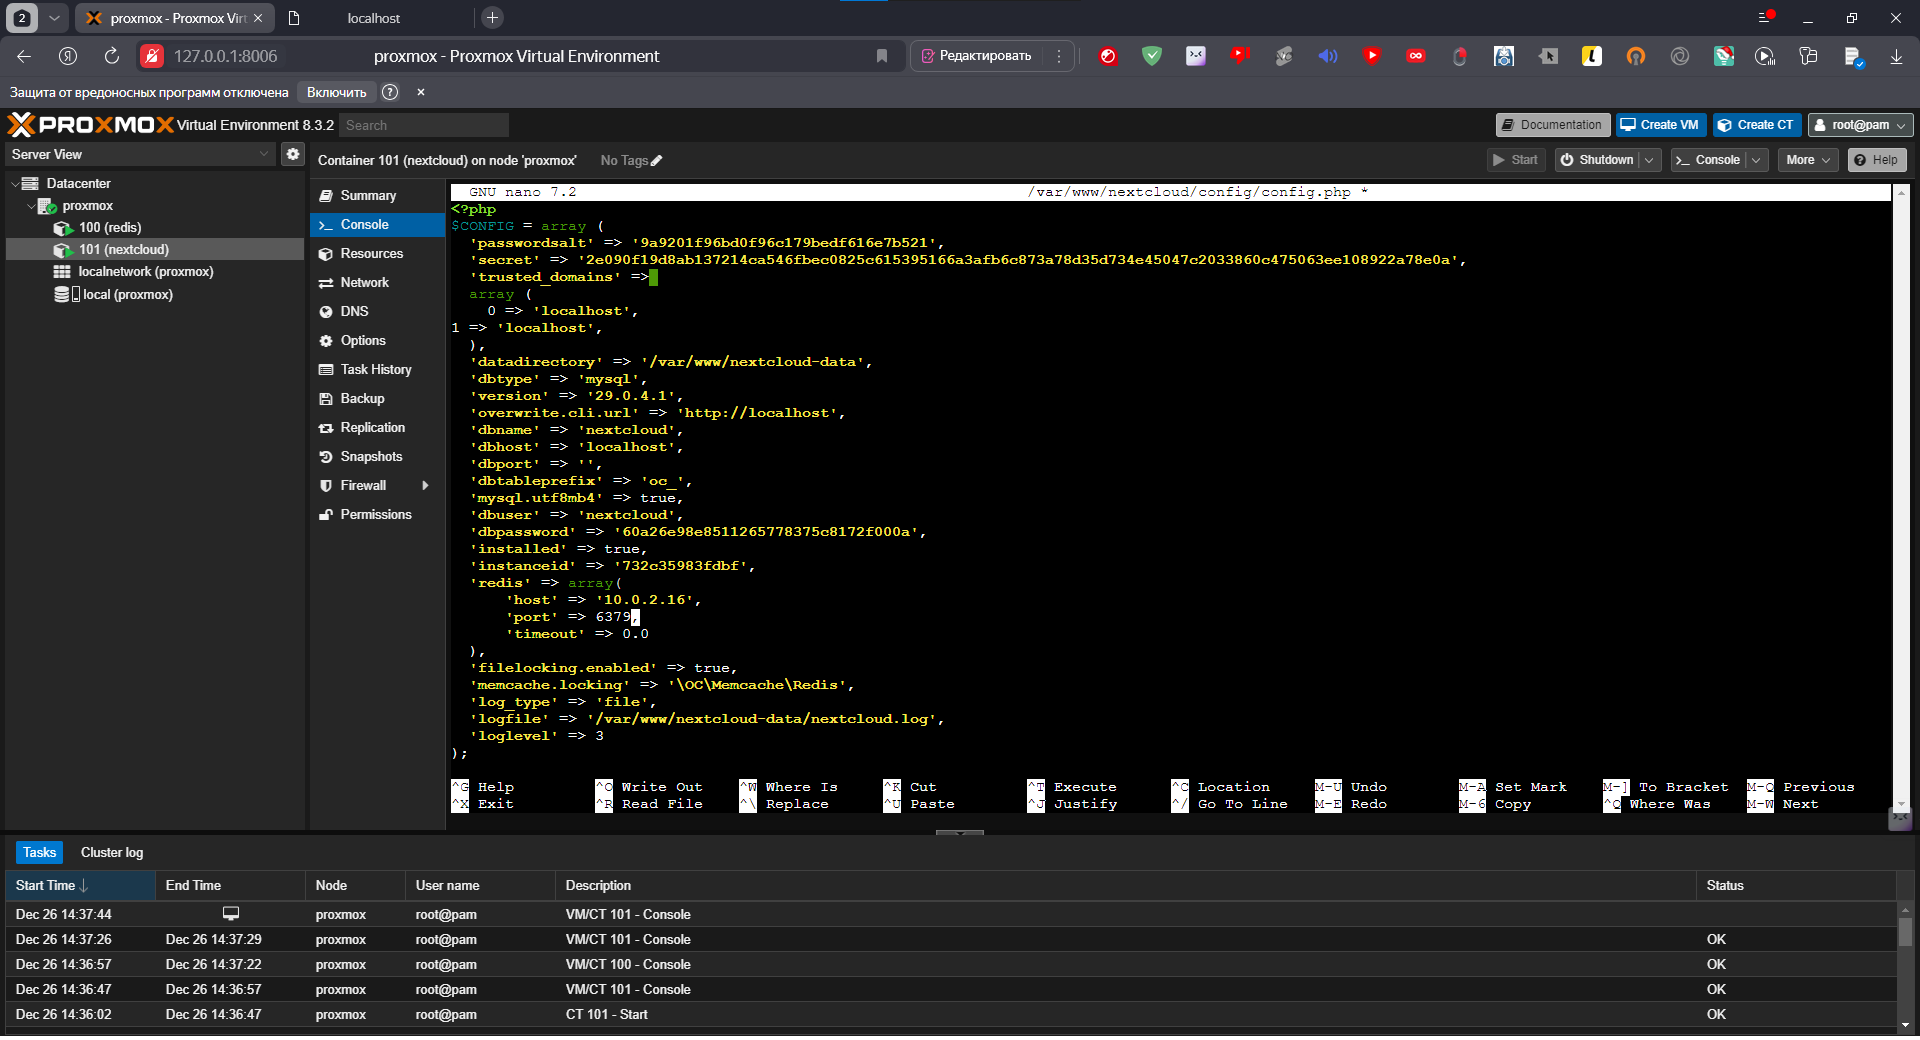 2
proxmox - Proxmox Virt
localhost
127.0.0.1:8006
proxmox - Proxmox Virtual Environment
Редактировать
Защита от вредоносных программ отключена
Включить
PROXMOX Virtual Environment 8.3.2
Search
Documentation
Create VM
Create CT
root@pam
Server View
Container 101 (nextcloud) on node 'proxmox'
No Tags
Start
Shutdown
Console
More
Help
Datacenter
proxmox
100 (redis)
101 (nextcloud)
localnetwork (proxmox)
local (proxmox)
Summary
Console
Resources
Network
DNS
Options
Task History
Backup
Replication
Snapshots
Firewall
Permissions
GNU nano 7.2 /var/www/nextcloud/config/config.php *
<?php
$CONFIG = array (
'passwordsalt' => '9a9201f96bd0f96c179bedf616e7b521',
'secret' => '2e090f19d8ab137214ca546fbec0825c615395166a3afb6c873a78d35d734e45047c2033860c475063ee108922a78e0a',
'trusted_domains' =>
array (
0 => 'localhost',
1 => 'localhost',
),
'datadirectory' => '/var/www/nextcloud-data',
'dbtype' => 'mysql',
'version' => '29.0.4.1',
'overwrite.cli.url' => 'http://localhost',
'dbname' => 'nextcloud',
'dbhost' => 'localhost',
'dbport' => '',
'dbtableprefix' => 'oc_',
'mysql.utf8mb4' => true,
'dbuser' => 'nextcloud',
'dbpassword' => '60a26e98e8511265778375c8172f000a',
'installed' => true,
'instanceid' => '732c35983fdbf',
'redis' => array(
'host' => '10.0.2.16',
'port' => 6379,
'timeout' => 0.0
),
'filelocking.enabled' => true,
'memcache.locking' => '\OC\Memcache\Redis',
'log_type' => 'file',
'logfile' => '/var/www/nextcloud-data/nextcloud.log',
'loglevel' => 3
);
^G Help ^O Write Out ^W Where Is ^K Cut ^T Execute ^C Location M-U Undo M-A Set Mark M-] To Bracket M-Q Previous
^X Exit ^R Read File ^\ Replace ^U Paste ^J Justify ^/ Go To Line M-E Redo M-6 Copy ^Q Where Was M-W Next
Tasks
Cluster log
Start Time End Time Node User name Description Status
Dec 26 14:37:44 proxmox root@pam VM/CT 101 - Console
Dec 26 14:37:26 Dec 26 14:37:29 proxmox root@pam VM/CT 101 - Console OK
Dec 26 14:36:57 Dec 26 14:37:22 proxmox root@pam VM/CT 100 - Console OK
Dec 26 14:36:47 Dec 26 14:36:57 proxmox root@pam VM/CT 101 - Console OK
Dec 26 14:36:02 Dec 26 14:36:47 proxmox root@pam CT 101 - Start OK